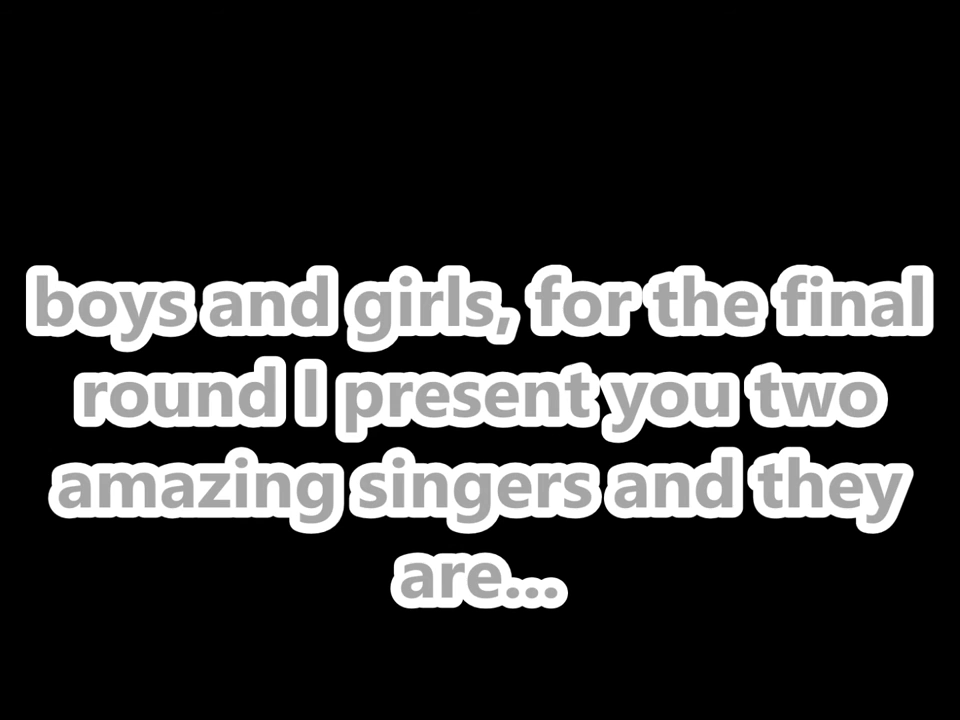 boys and girls, for the final
round I present you two
amazing singers and they
are...